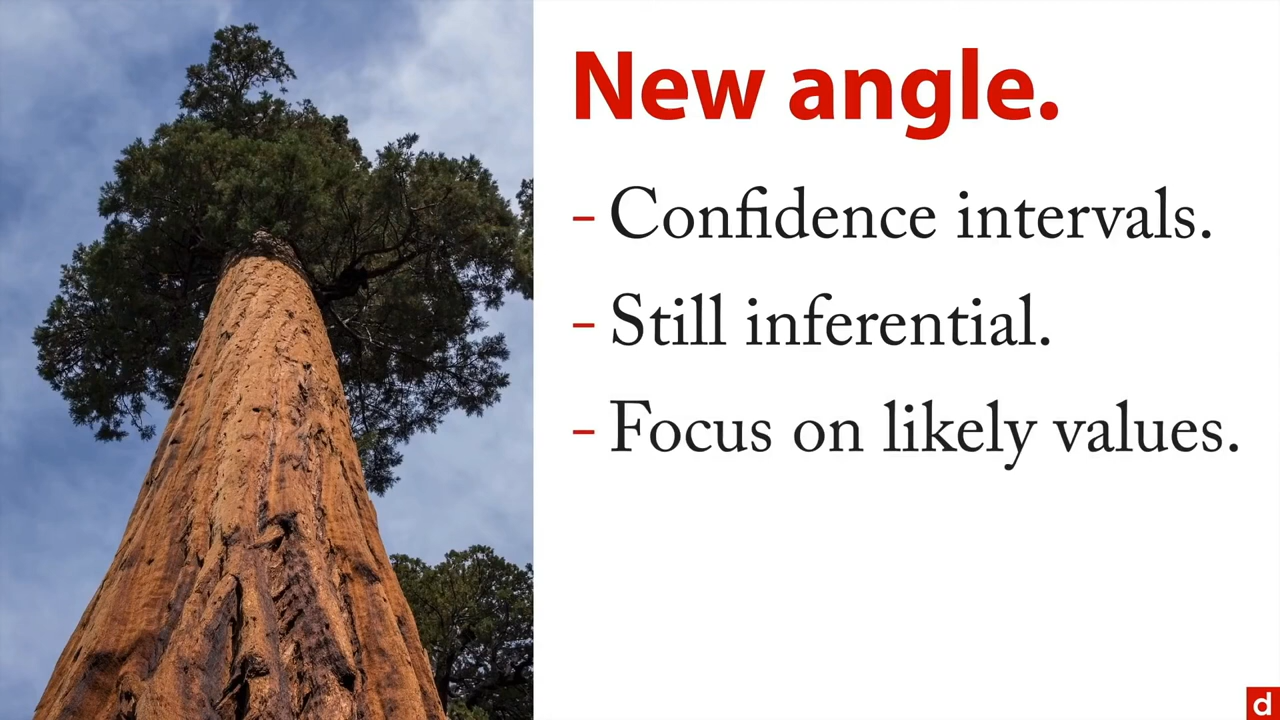 New angle.
- Confidence intervals.
- Still inferential.
- Focus on likely values.
d